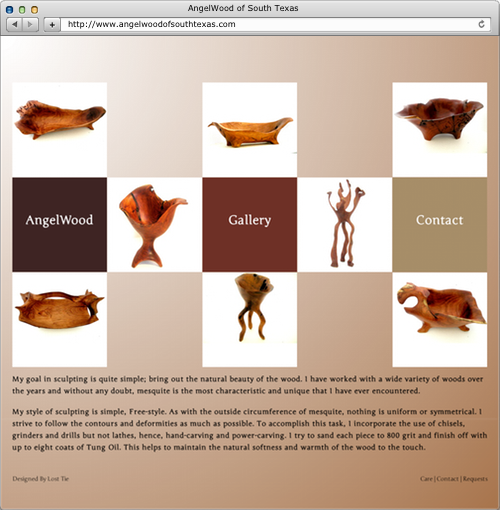 AngelWood of South Texas
http://www.angelwoodofsouthtexas.com
AngelWood
Gallery
Contact
My goal in sculpting is quite simple; bring out the natural beauty of the wood. I have worked with a wide variety of woods over
the years and without any doubt, mesquite is the most characteristic and unique that I have ever encountered.
My style of sculpting is simple, Free-style. As with the outside circumference of mesquite, nothing is uniform or symmetrical. I
strive to follow the contours and deformities as much as possible. To accomplish this task, I incorporate the use of chisels,
grinders and drills but not lathes, hence, hand-carving and power-carving. I try to sand each piece to 800 grit and finish off with
up to eight coats of Tung Oil. This helps to maintain the natural softness and warmth of the wood to the touch.
Designed By Lost Tie
Care | Contact | Requests